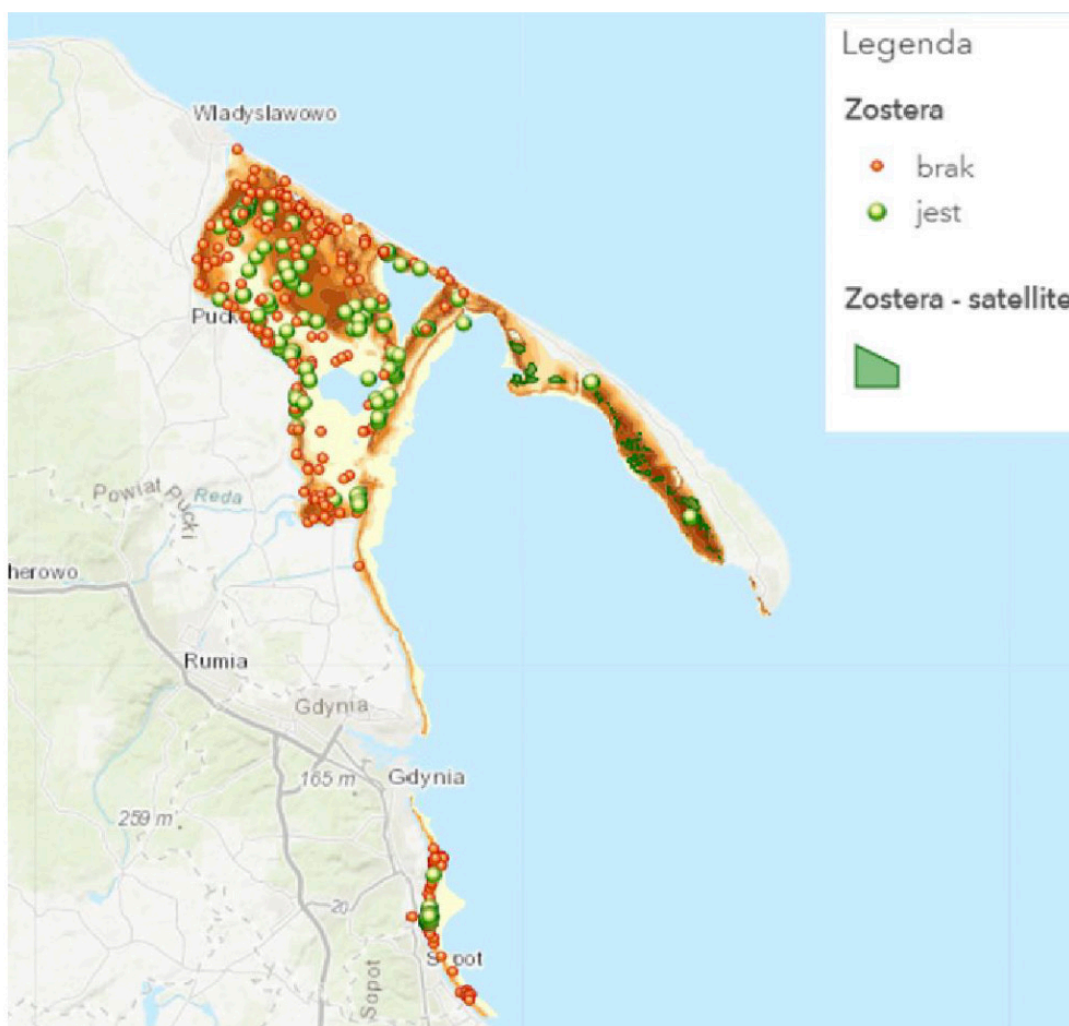 Legenda
Zostera
brak
jest
Zostera - satellite
Wladyslawowo
Puck
Powiat Pucki
Reda
herowo
Rumia
Gdynia
Gdynia
165 m
259 m
20
Sopot
Sopot